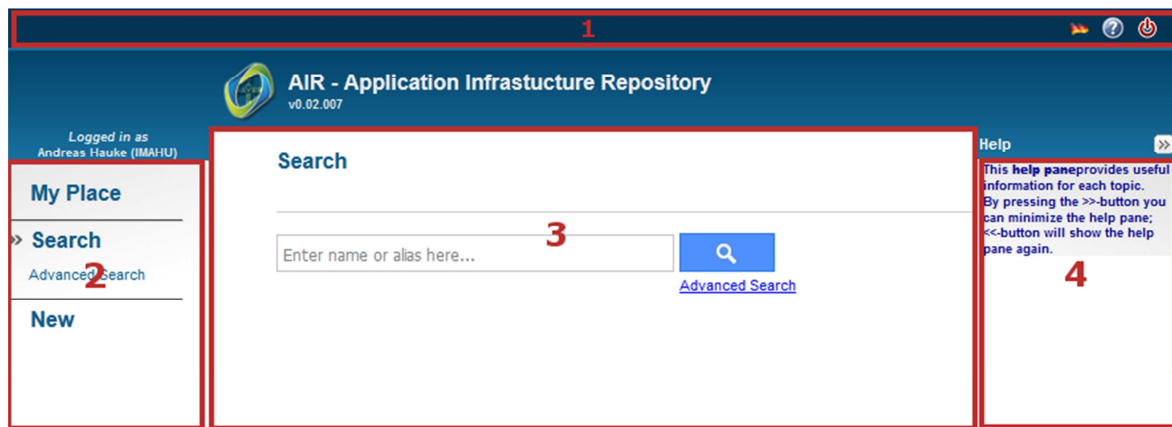 1
AIR - Application Infrastucture Repository
v0.02.007
Logged in as
Andreas Hauke (IMAHU)
My Place
» Search
Advanced Search
2
New
Search
3
Enter name or alias here...
Advanced Search
Help
»
This help paneprovides useful
information for each topic.
By pressing the >>-button you
can minimize the help pane;
<<-button will show the help
pane again.
4